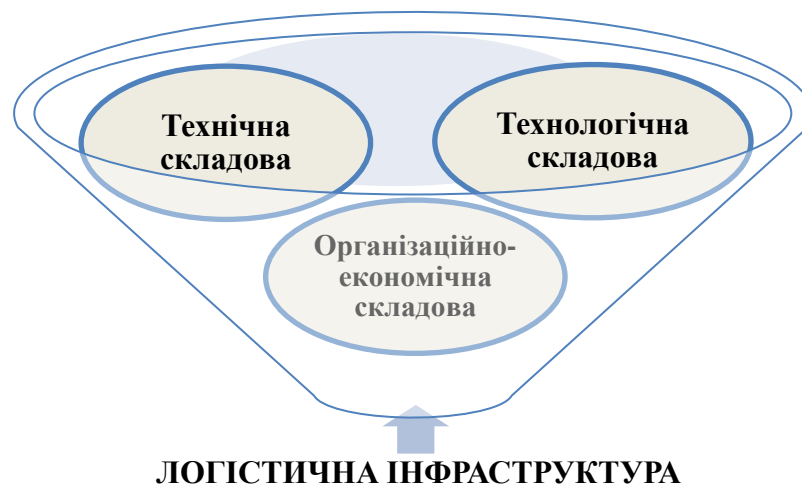 Технічна
складова
Технологічна
складова
Організаційно-
економічна
складова
ЛОГІСТИЧНА ІНФРАСТРУКТУРА